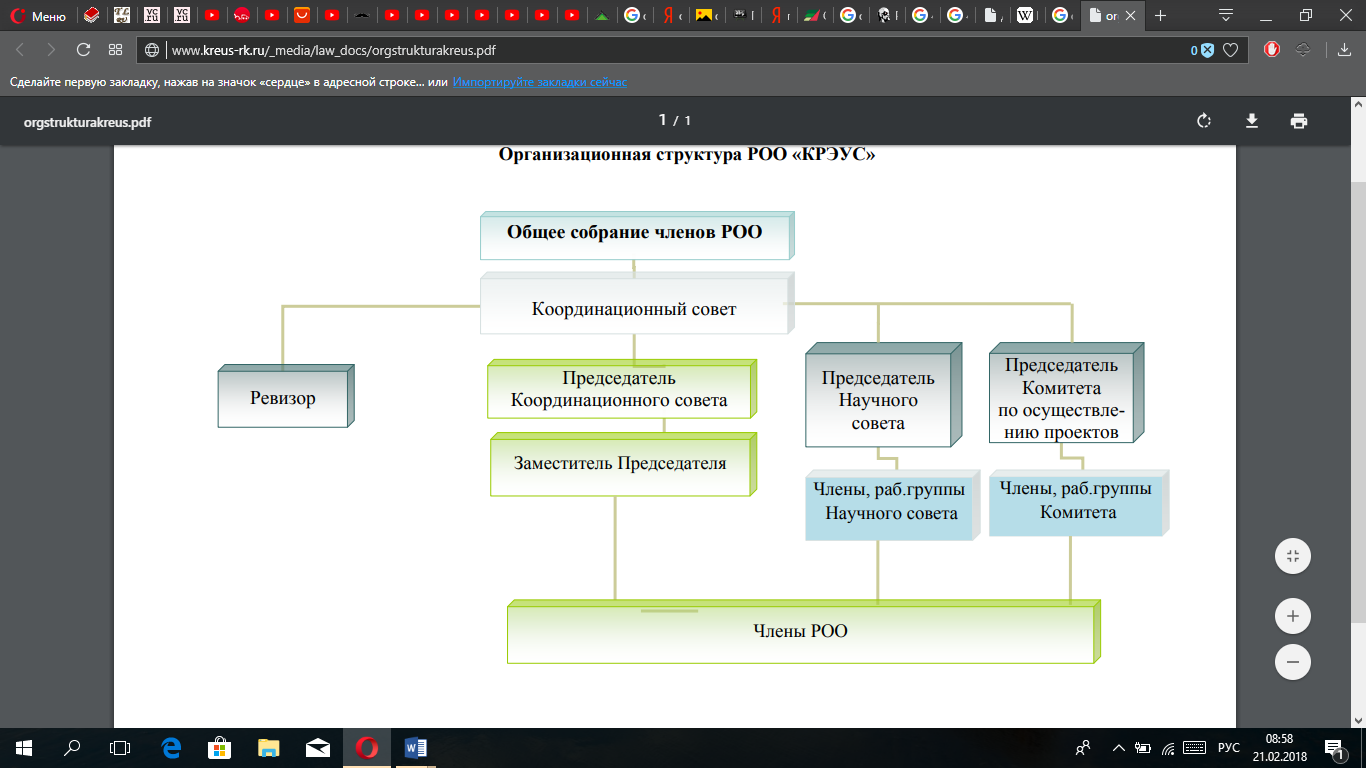 Меню
or
www.kreus-rk.ru/_media/law_docs/orgstrukturakreus.pdf
0
Сделайте первую закладку, нажав на значок «сердце» в адресной строке... или Импортируйте закладки сейчас
orgstrukturakreus.pdf
1 / 1
Организационная структура РОО «КРЭУС»
Общее собрание членов РОО
Координационный совет
Ревизор
Председатель
Координационного совета
Заместитель Председателя
Председатель
Научного
совета
Председатель
Комитета
по осуществле-
нию проектов
Члены, раб.группы
Научного совета
Члены, раб.группы
Комитета
Члены РОО
РУС
08:58
21.02.2018
1